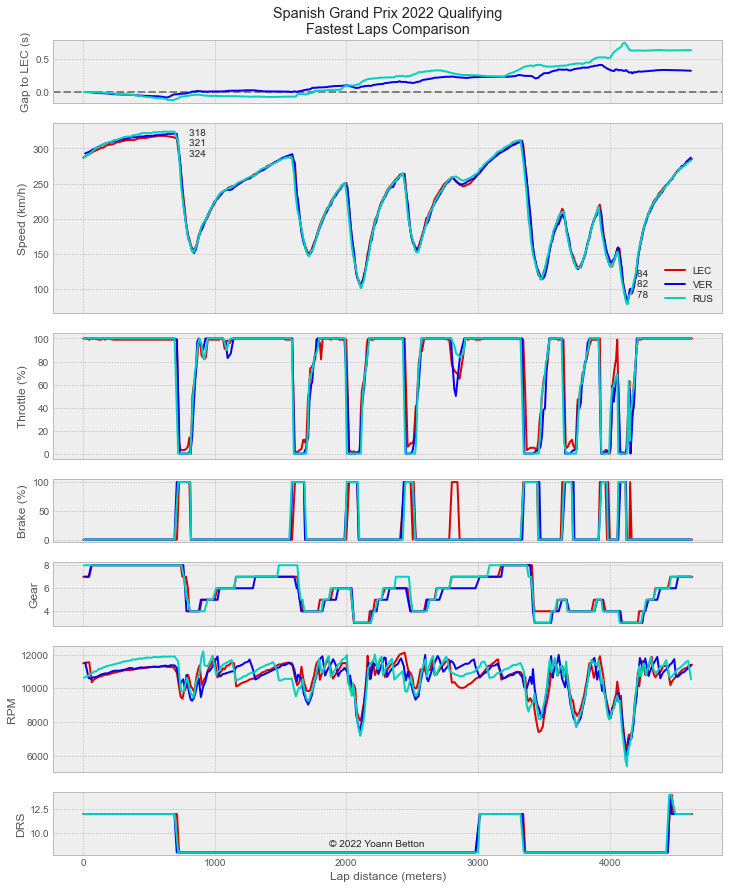 Spanish Grand Prix 2022 Qualifying
Fastest Laps Comparison
Gap to LEC (s)
0.5
0.0
Speed (km/h)
300
250
200
150
100
318
321
324
84
82
78
LEC
VER
RUS
Throttle (%)
100
80
60
40
20
0
Brake (%)
100
50
0
Gear
8
6
4
RPM
12000
10000
8000
6000
DRS
12.5
10.0
© 2022 Yoann Betton
0
1000
2000
3000
4000
Lap distance (meters)